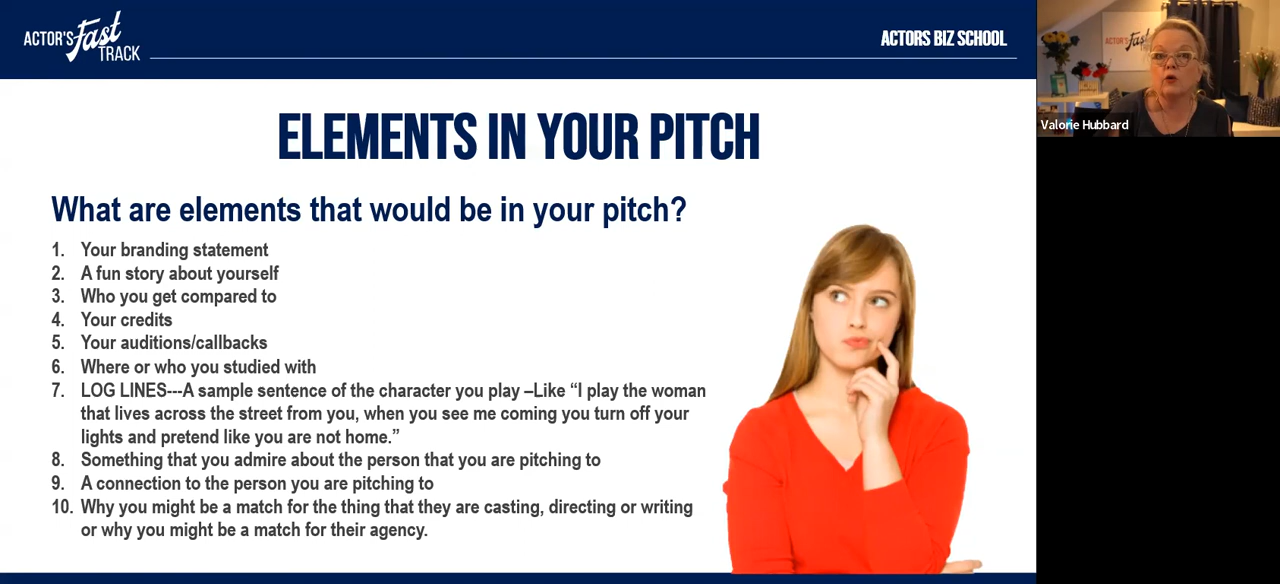 ACTOR'S Fast TRACK
ACTORS BIZ SCHOOL
ELEMENTS IN YOUR PITCH
What are elements that would be in your pitch?
1. Your branding statement
2. A fun story about yourself
3. Who you get compared to
4. Your credits
5. Your auditions/callbacks
6. Where or who you studied with
7. LOG LINES---A sample sentence of the character you play –Like “I play the woman
that lives across the street from you, when you see me coming you turn off your
lights and pretend like you are not home.”
8. Something that you admire about the person that you are pitching to
9. A connection to the person you are pitching to
10. Why you might be a match for the thing that they are casting, directing or writing
or why you might be a match for their agency.
ACTOR'S Fast
Valorie Hubbard